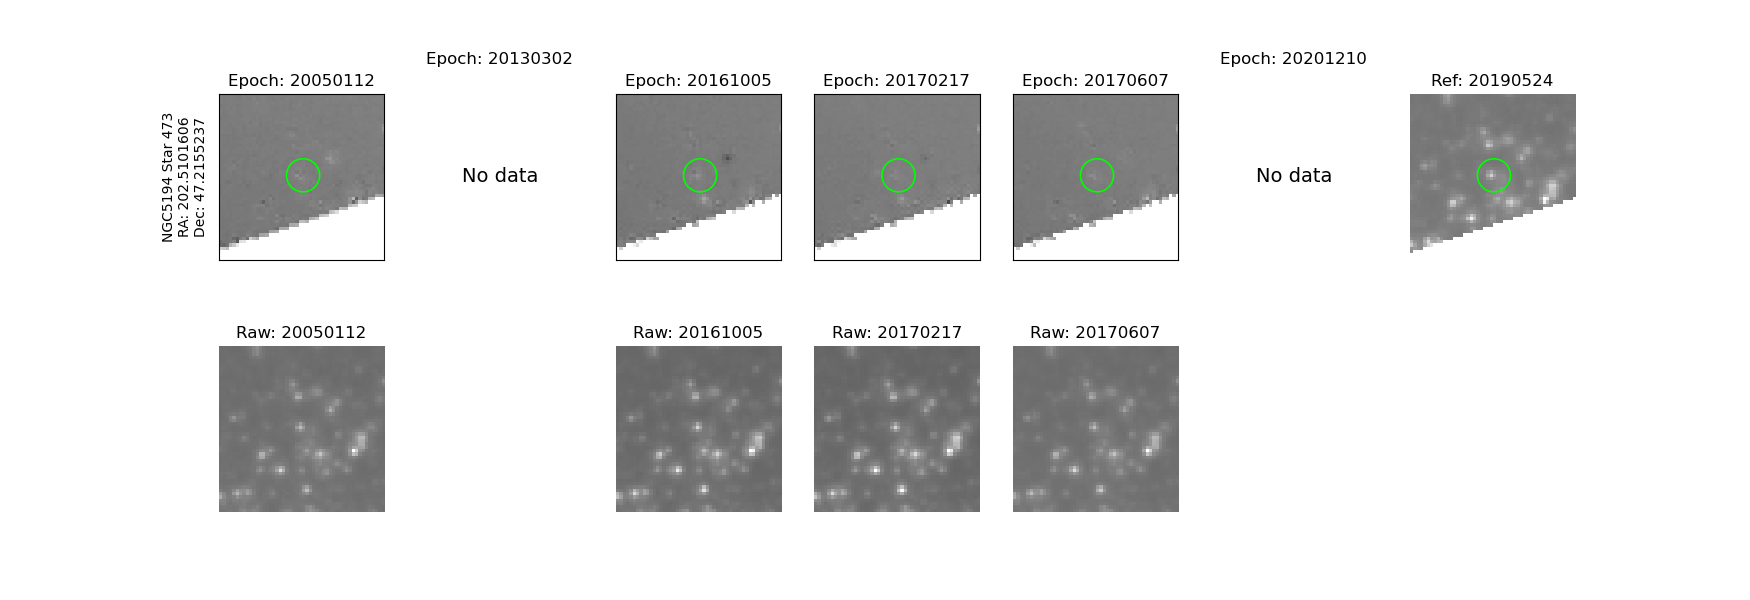 Epoch: 20130302
Epoch: 20201210
Epoch: 20050112
Epoch: 20161005
Epoch: 20170217
Epoch: 20170607
Ref: 20190524
NGC5194 Star 473
RA: 202.5101606
Dec: 47.2155237
No data
No data
Raw: 20050112
Raw: 20161005
Raw: 20170217
Raw: 20170607